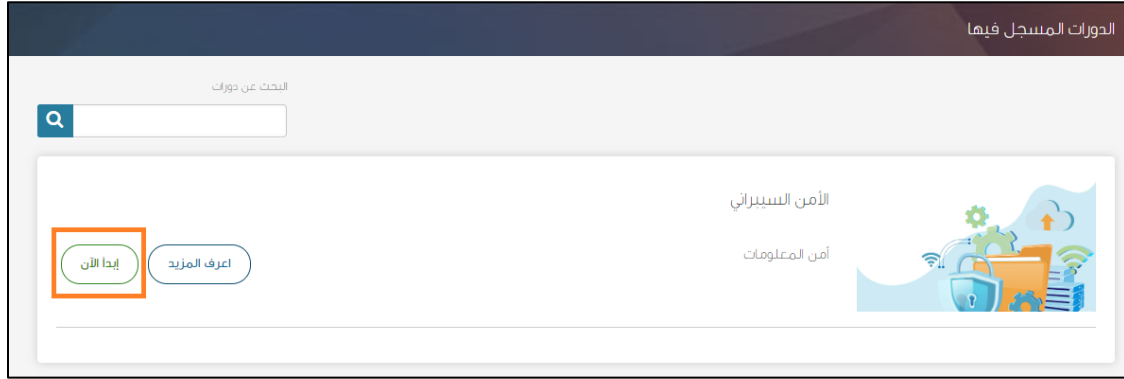 الدورات المسجل فيها
البحث عن دورات
الأمن السيبراني
أمن المعلومات
اعرف المزيد
إبدأ الآن